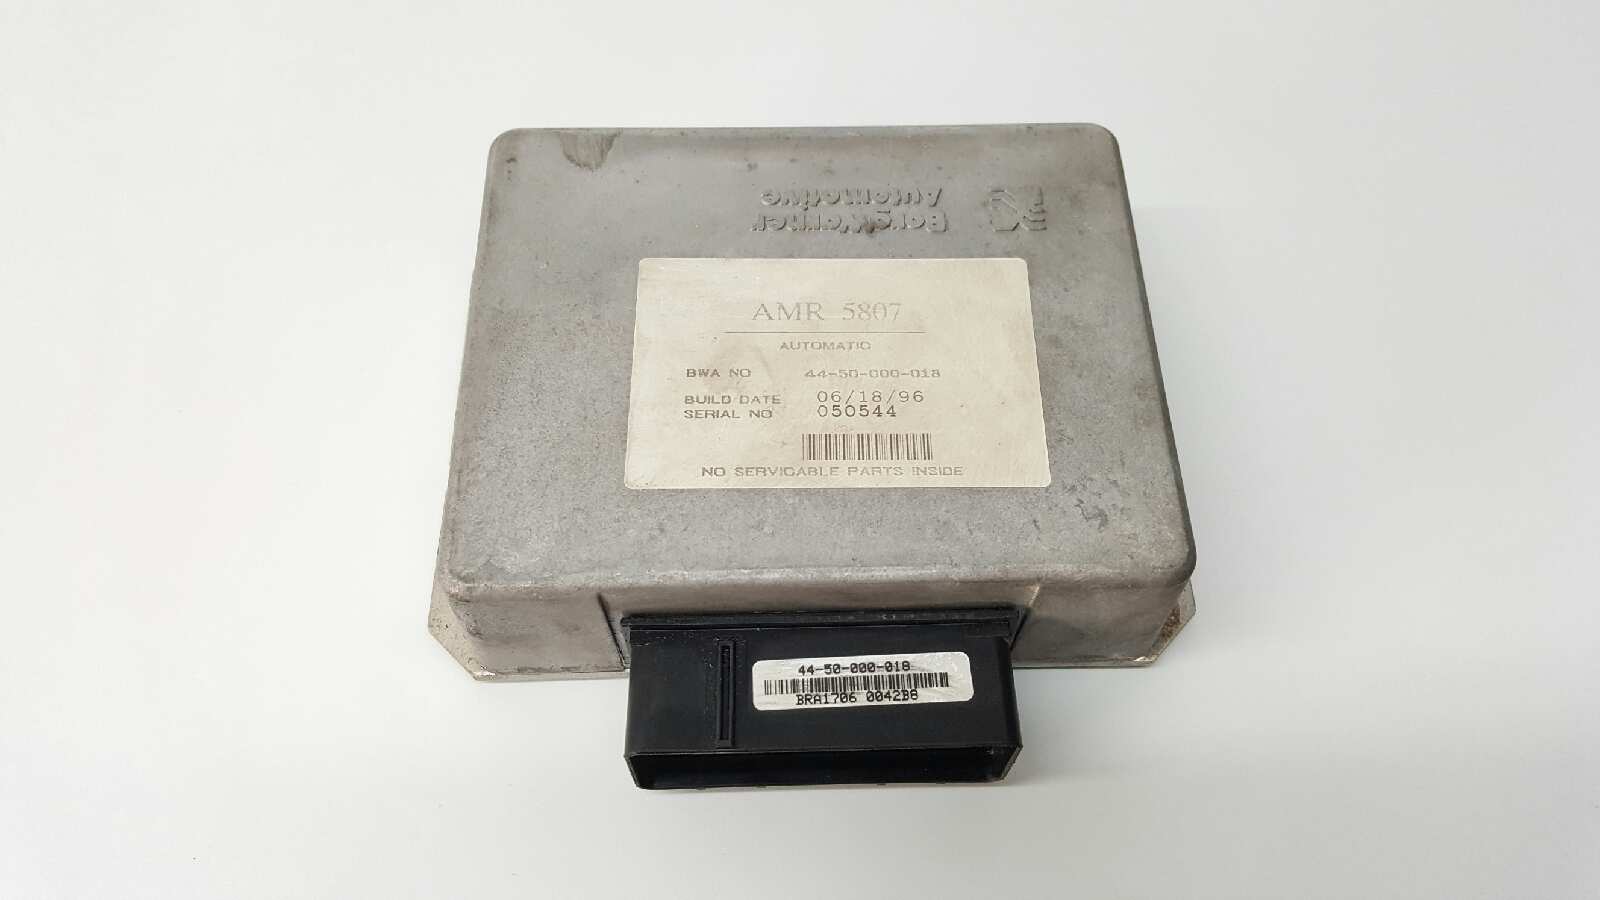 BorgWarner
Automotive
AMR 5807
AUTOMATIC
BWA NO 44-50-000-018
BUILD DATE 06/18/96
SERIAL NO 050544
NO SERVICABLE PARTS INSIDE
44-50-000-018
BRA1706 0042B8